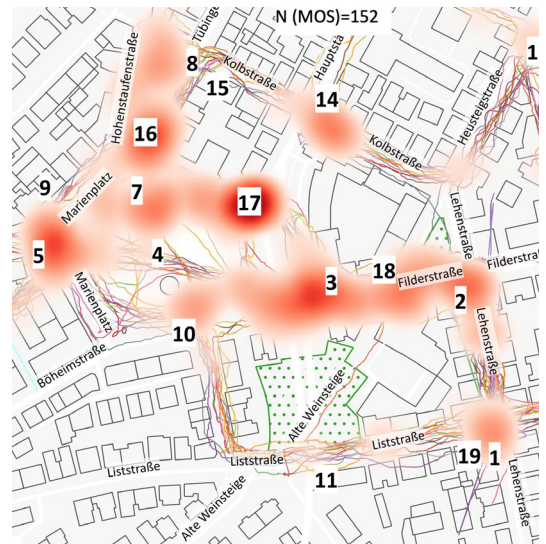 N (MOS)=152
Tübing
Hauptsta
1
8
Kolbstraße
Hohenstaufenstraße
15
14
Heusteigstraße
16
Kolbstraße
9
Marienplatz
7
17
Lehenstraße
5
4
18
Filderstraße
Filderstra
3
2
Marienplatz
10
Lehenstraße
Böheimstraße
Alte Weinsteige
Liststraße
1
19
Liststraße
Liststraße
11
Lehenstraße
Alte Weinsteige